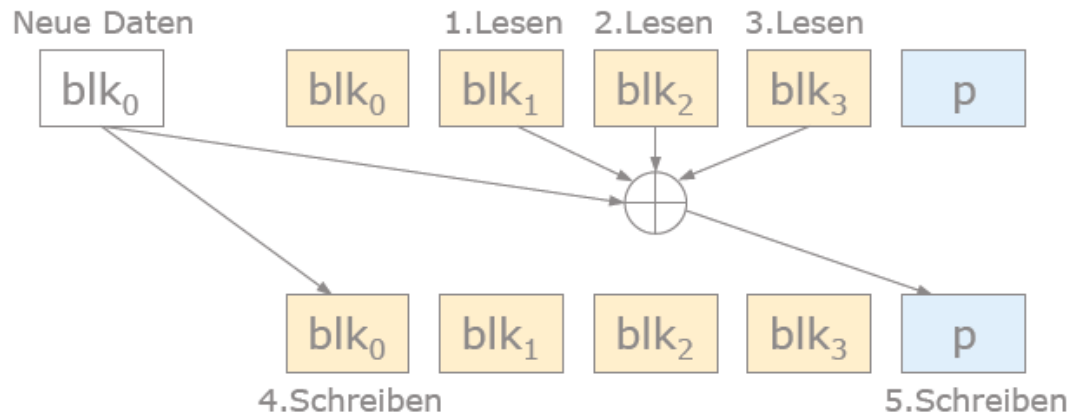 Neue Daten 1.Lesen 2.Lesen 3.Lesen
blk₀ blk₀ blk₁ blk₂ blk₃ p
blk₀ blk₁ blk₂ blk₃ p
4.Schreiben 5.Schreiben